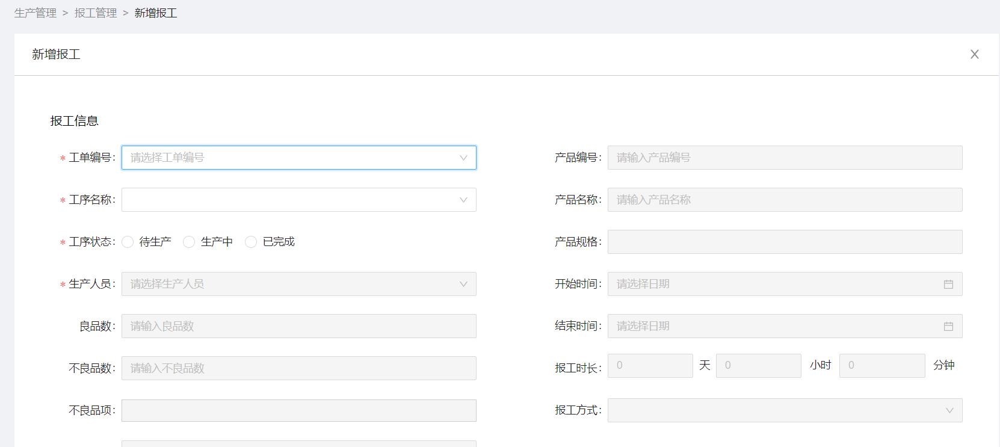 生产管理 > 报工管理 > 新增报工
新增报工
报工信息
* 工单编号: 请选择工单编号
产品编号: 请输入产品编号
* 工序名称:
产品名称: 请输入产品名称
* 工序状态: 待生产 生产中 已完成
产品规格:
* 生产人员: 请选择生产人员
开始时间: 请选择日期
良品数: 请输入良品数
结束时间: 请选择日期
不良品数: 请输入不良品数
报工时长: 0 天 0 小时 0 分钟
不良品项:
报工方式: